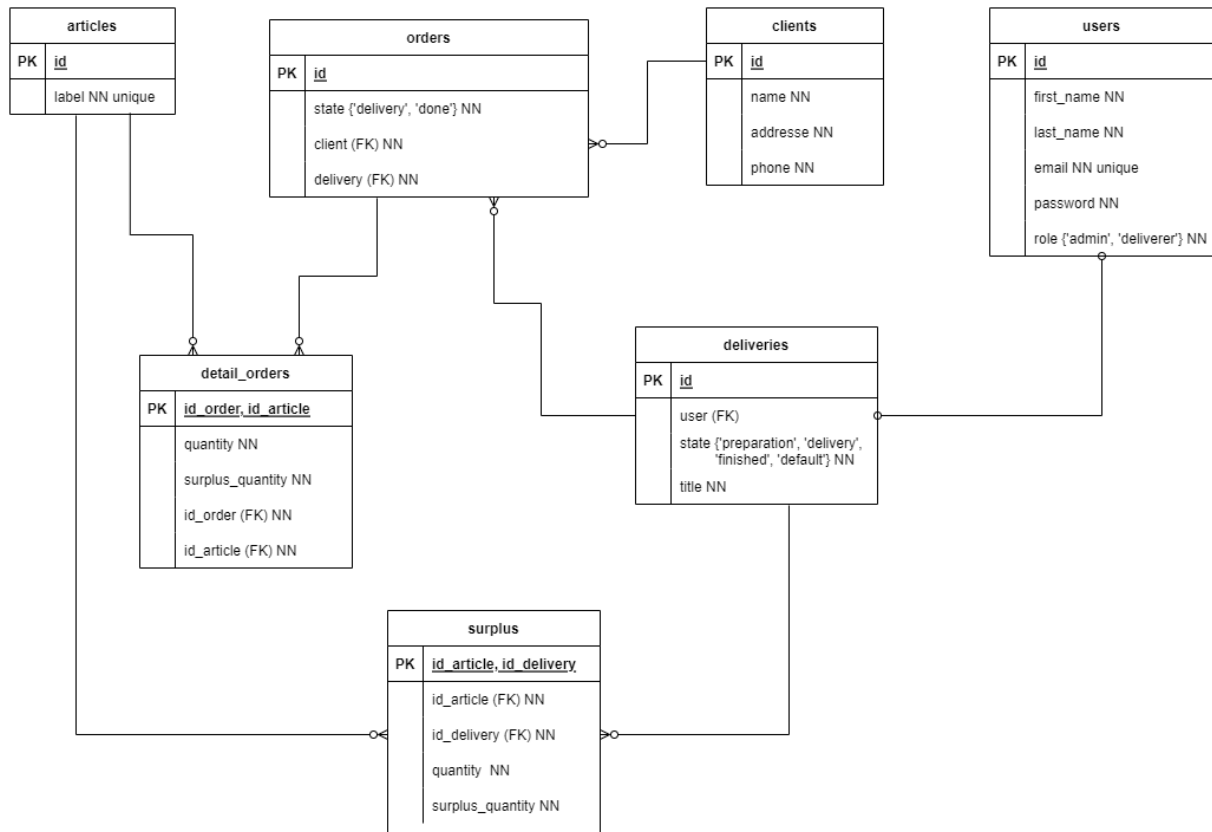 articles
PK id
label NN unique
orders
PK id
state {'delivery', 'done'} NN
client (FK) NN
delivery (FK) NN
clients
PK id
name NN
addresse NN
phone NN
users
PK id
first_name NN
last_name NN
email NN unique
password NN
role {'admin', 'deliverer'} NN
detail_orders
PK id_order, id_article
quantity NN
surplus_quantity NN
id_order (FK) NN
id_article (FK) NN
deliveries
PK id
user (FK)
state {'preparation', 'delivery',
'finished', 'default'} NN
title NN
surplus
PK id_article, id_delivery
id_article (FK) NN
id_delivery (FK) NN
quantity NN
surplus_quantity NN